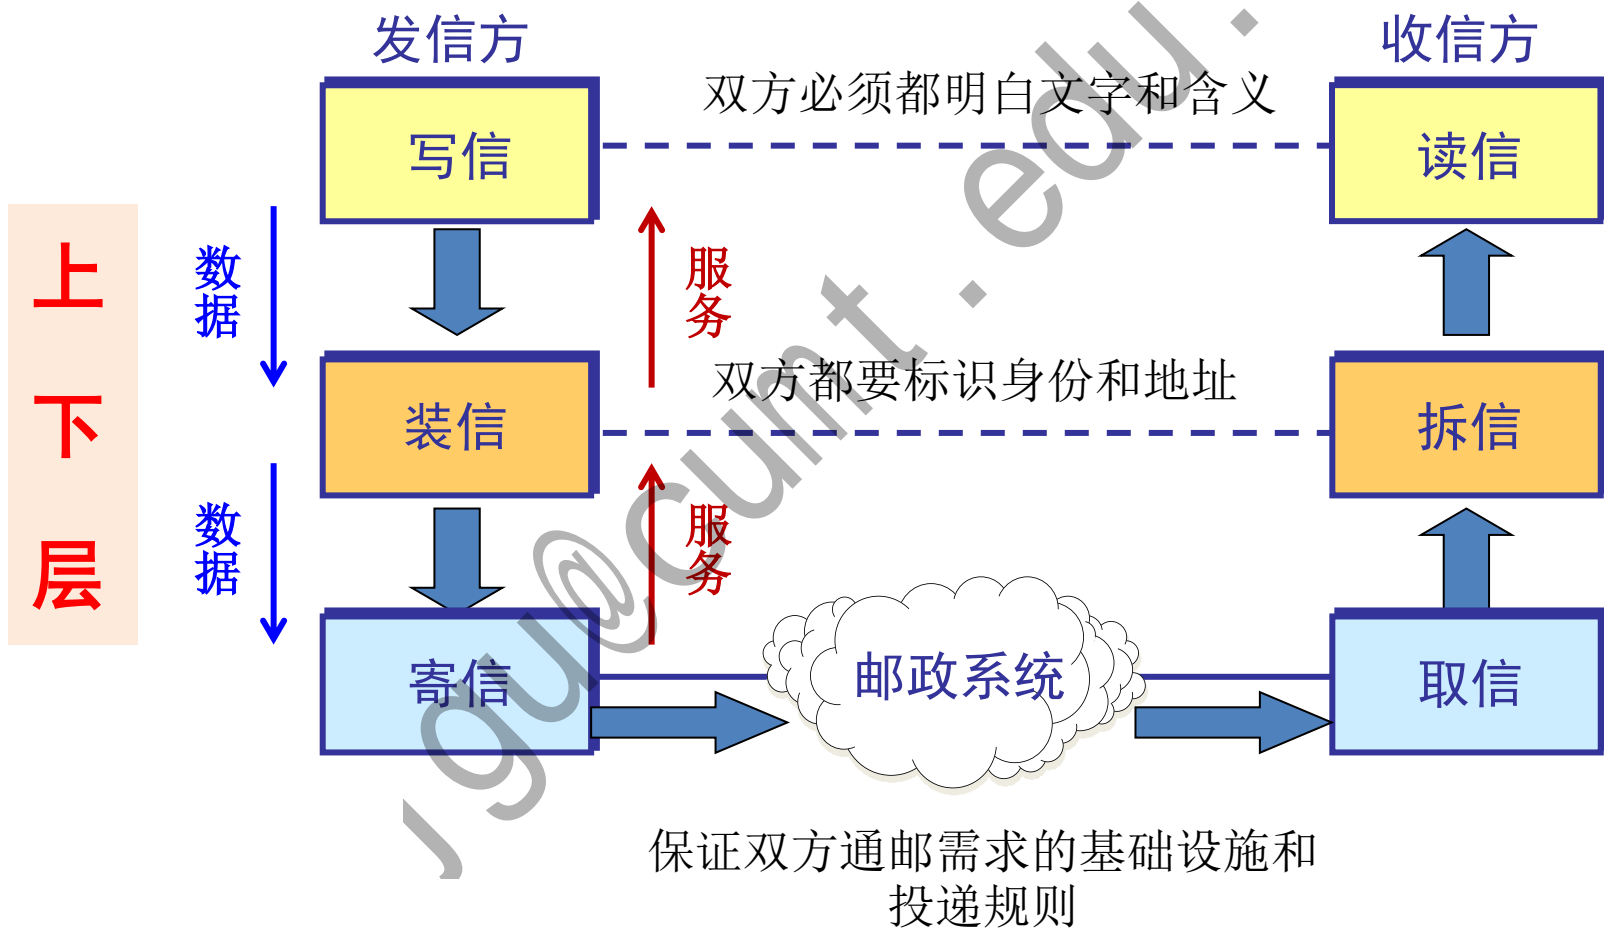 发信方
收信方
双方必须都明白文字和含义
写信
读信
上
下
层
数
据
服
务
双方都要标识身份和地址
装信
拆信
数
据
服
务
邮政系统
寄信
取信
保证双方通邮需求的基础设施和
投递规则
gu@cumt.edu.